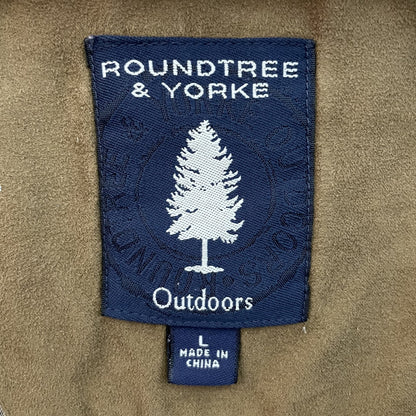 ROUNDTREE
& YORKE
Outdoors
L
MADE IN
CHINA